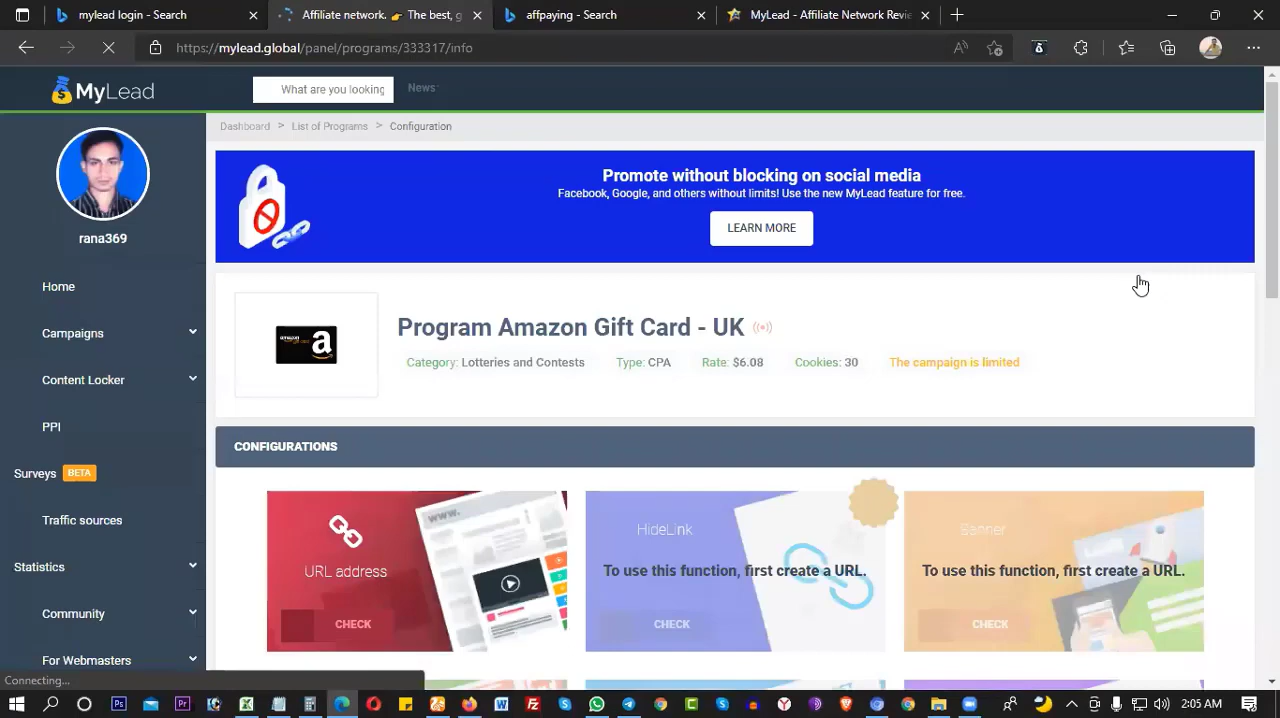 mylead login - Search
Affiliate network. 👉 The best, g
affpaying - Search
MyLead - Affiliate Network Revie
https://mylead.global/panel/programs/333317/info
MyLead
What are you looking
News
rana369
Home
Campaigns
Content Locker
PPI
Surveys BETA
Traffic sources
Statistics
Community
For Webmasters
Dashboard > List of Programs > Configuration
Promote without blocking on social media
Facebook, Google, and others without limits! Use the new MyLead feature for free.
LEARN MORE
amazon
a
Program Amazon Gift Card - UK
Category: Lotteries and Contests Type: CPA Rate: $6.08 Cookies: 30 The campaign is limited
CONFIGURATIONS
URL address
CHECK
www.
HideLink
To use this function, first create a URL.
CHECK
Banner
To use this function, first create a URL.
CHECK
Connecting...
2:05 AM